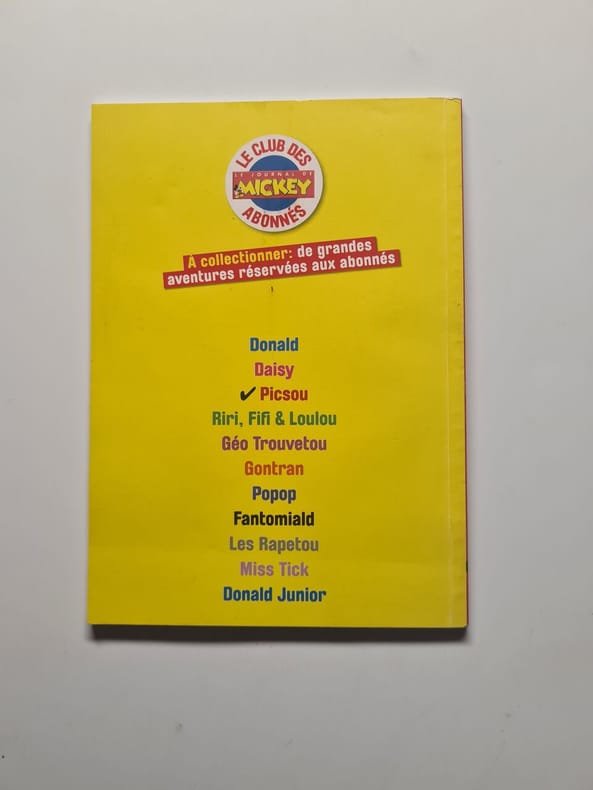 LE CLUB DES
LE JOURNAL DE
MICKEY
ABONNÉS
À collectionner : de grandes
aventures réservées aux abonnés
Donald
Daisy
✔ Picsou
Riri, Fifi & Loulou
Géo Trouvetou
Gontran
Popop
Fantomiald
Les Rapetou
Miss Tick
Donald Junior